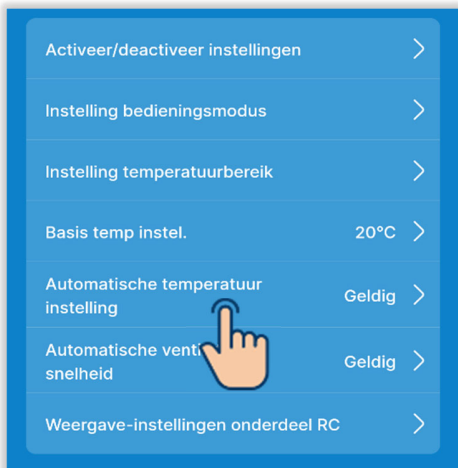 Activeer/deactiveer instellingen
Instelling bedieningsmodus
Instelling temperatuurbereik
Basis temp instel. 20°C
Automatische temperatuur
instelling Geldig
Automatische
snelheid Geldig
Weergave-instellingen onderdeel RC